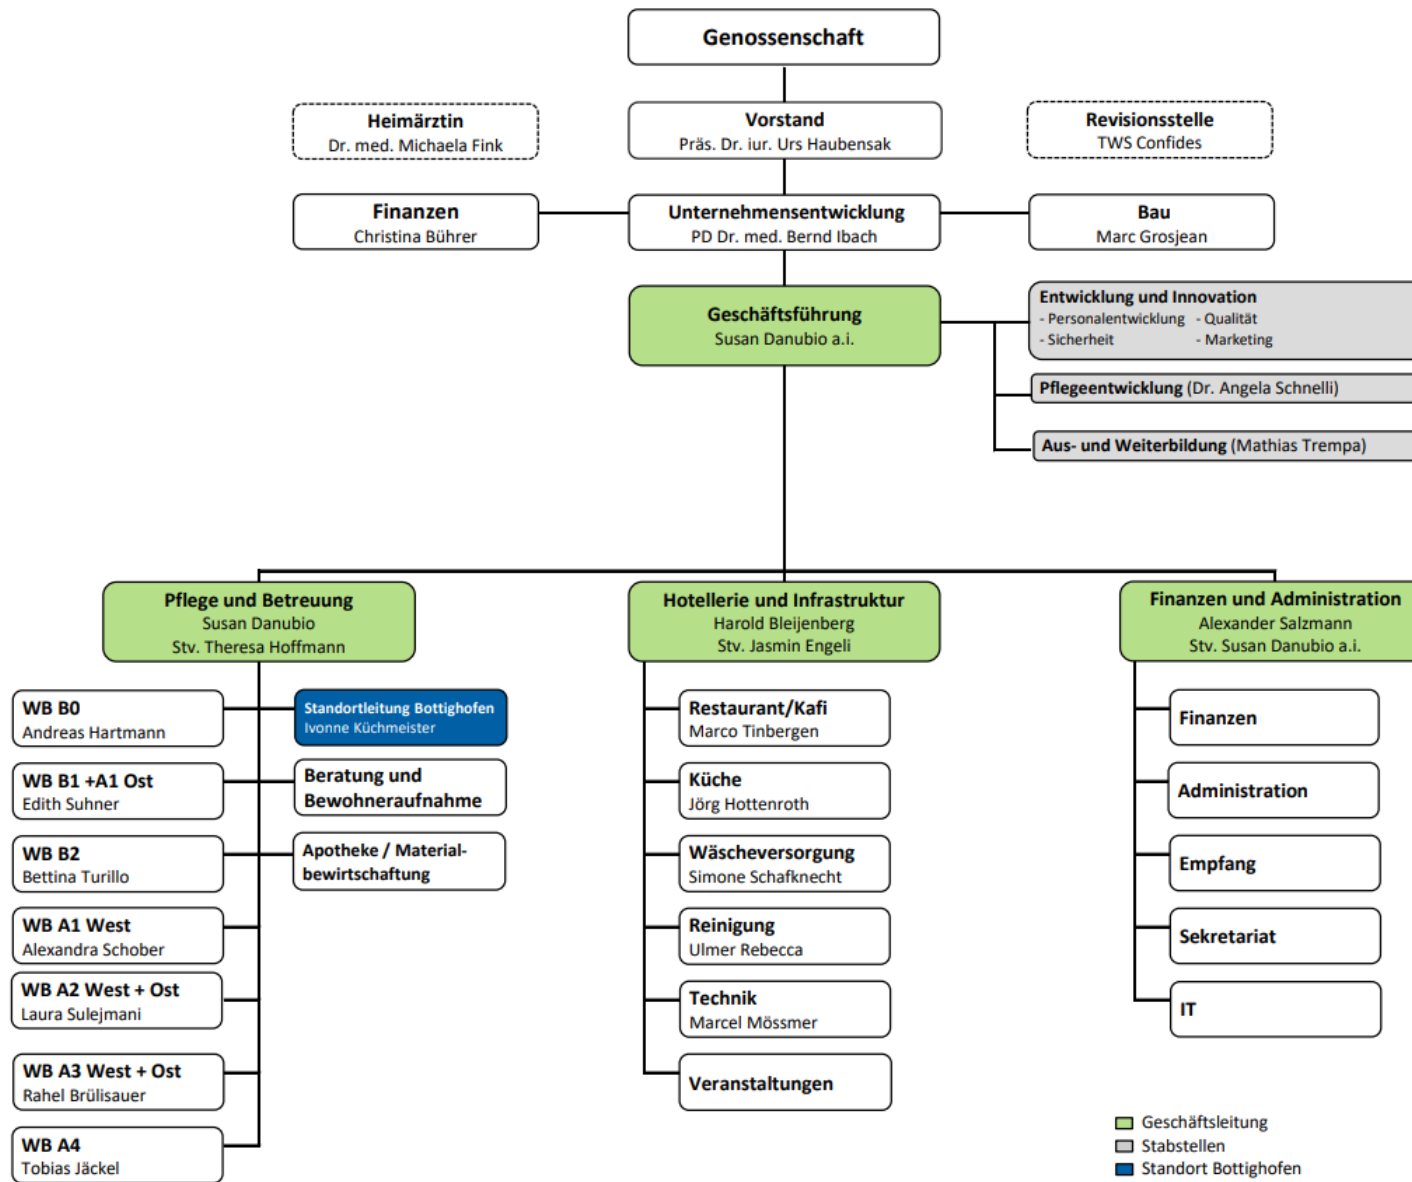 Genossenschaft
Heimärztin
Dr. med. Michaela Fink
Vorstand
Präs. Dr. iur. Urs Haubensak
Revisionsstelle
TWS Confides
Finanzen
Christina Bührer
Unternehmensentwicklung
PD Dr. med. Bernd Ibach
Bau
Marc Grosjean
Geschäftsführung
Susan Danubio a.i.
Entwicklung und Innovation
- Personalentwicklung - Qualität
- Sicherheit - Marketing
Pflegeentwicklung (Dr. Angela Schnelli)
Aus- und Weiterbildung (Mathias Trempa)
Pflege und Betreuung
Susan Danubio
Stv. Theresa Hoffmann
Hotellerie und Infrastruktur
Harold Bleijenberg
Stv. Jasmin Engeli
Finanzen und Administration
Alexander Salzmann
Stv. Susan Danubio a.i.
WB B0
Andreas Hartmann
WB B1 +A1 Ost
Edith Suhner
WB B2
Bettina Turillo
WB A1 West
Alexandra Schober
WB A2 West + Ost
Laura Sulejmani
WB A3 West + Ost
Rahel Brülisauer
WB A4
Tobias Jäckel
Standortleitung Bottighofen
Ivonne Küchmeister
Beratung und
Bewohneraufnahme
Apotheke / Material-
bewirtschaftung
Restaurant/Kafi
Marco Tinbergen
Küche
Jörg Hottenroth
Wäscheversorgung
Simone Schafknecht
Reinigung
Ulmer Rebecca
Technik
Marcel Mössmer
Veranstaltungen
Finanzen
Administration
Empfang
Sekretariat
IT
Geschäftsleitung
Stabstellen
Standort Bottighofen